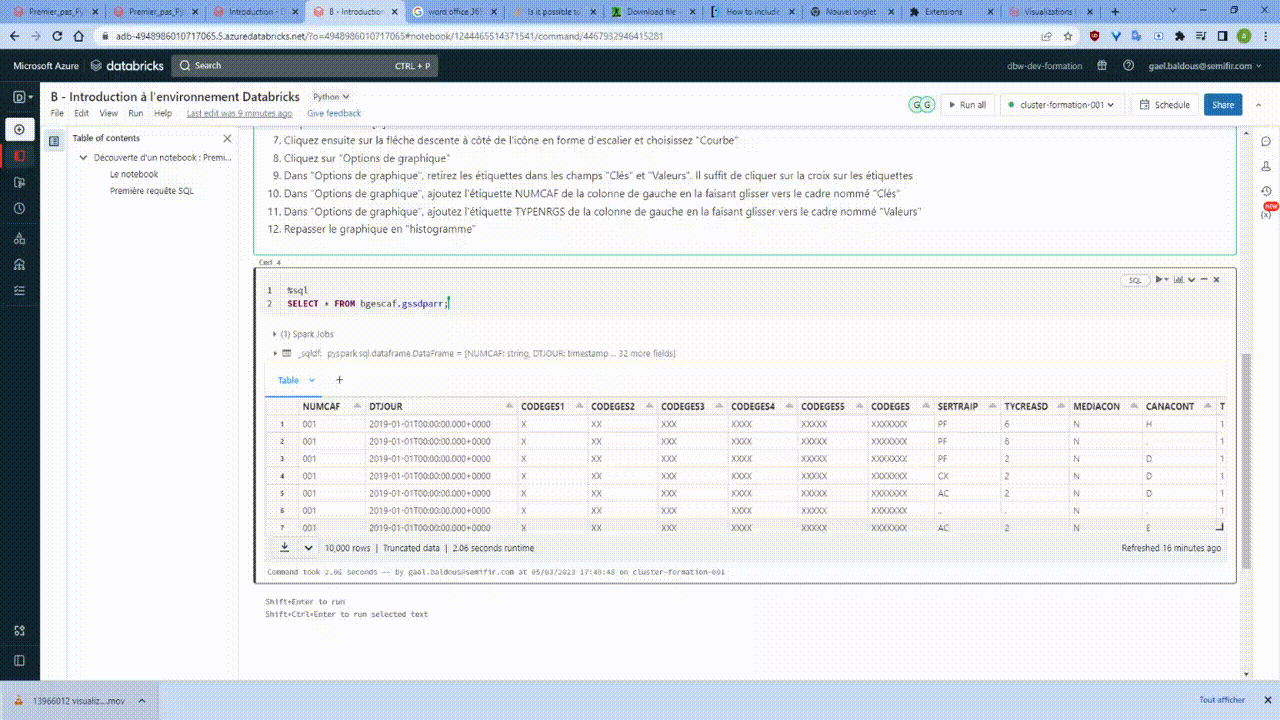 Premier_pas_Py
Premier_pas_Py
Introduction - D
B - Introduction
word office 365
Is it possible to
Download file -
How to includin
Nouvel onglet
Extensions
Visualizations
adb-4948986010717065.5.azuredatabricks.net/?o=4948986010717065#notebook/1244465514371541/command/4467932946415281
Microsoft Azure
databricks
Search
CTRL + P
dbw-dev-formation
gael.baldous@semifir.com
B - Introduction à l'environnement Databricks
Python
File Edit View Run Help
Last edit was 9 minutes ago
Give feedback
G G
Run all
cluster-formation-001
Schedule
Share
Table of contents
Découverte d'un notebook : Premi...
Le notebook
Première requête SQL
7. Cliquez ensuite sur la fléche descente à côté de l'icône en forme d'escalier et choisissez "Courbe"
8. Cliquez sur "Options de graphique"
9. Dans "Options de graphique", retirez les étiquettes dans les champs "Clés" et "Valeurs". Il suffit de cliquer sur la croix sur les étiquettes
10. Dans "Options de graphique", ajoutez l'étiquette NUMCAF de la colonne de gauche en la faisant glisser vers le cadre nommé "Clés"
11. Dans "Options de graphique", ajoutez l'étiquette TYPENRGS de la colonne de gauche en la faisant glisser vers le cadre nommé "Valeurs"
12. Repasser le graphique en "histogramme"
NEW
Cmd 4
SQL
1 %sql
2 SELECT * FROM bgescaf.gssdparr;
(1) Spark Jobs
_sqldf: pyspark.sql.dataframe.DataFrame = [NUMCAF: string, DTJOUR: timestamp ... 32 more fields]
Table +
NUMCAF DTJOUR CODEGES1 CODEGES2 CODEGES3 CODEGES4 CODEGES5 CODEGES SERTRAIP TYCREASD MEDIACON CANACONT T
1 001 2019-01-01T00:00:00.000+0000 X XX XXX XXXX XXXXX XXXXXXX PF 6 N H 1
2 001 2019-01-01T00:00:00.000+0000 X XX XXX XXXX XXXXX XXXXXXX PF 6 N . 1
3 001 2019-01-01T00:00:00.000+0000 X XX XXX XXXX XXXXX XXXXXXX PF 2 N D 1
4 001 2019-01-01T00:00:00.000+0000 X XX XXX XXXX XXXXX XXXXXXX CX 2 N D 1
5 001 2019-01-01T00:00:00.000+0000 X XX XXX XXXX XXXXX XXXXXXX AC 2 N D 1
6 001 2019-01-01T00:00:00.000+0000 X XX XXX XXXX XXXXX XXXXXXX .. . N . 1
7 001 2019-01-01T00:00:00.000+0000 X XX XXX XXXX XXXXX XXXXXXX AC 2 N E
10,000 rows | Truncated data | 2.06 seconds runtime
Refreshed 16 minutes ago
Command took 2.06 seconds -- by gael.baldous@semifir.com at 05/03/2023 17:40:48 on cluster-formation-001
Shift+Enter to run
Shift+Ctrl+Enter to run selected text
13966012 visualiz....mov
Tout afficher